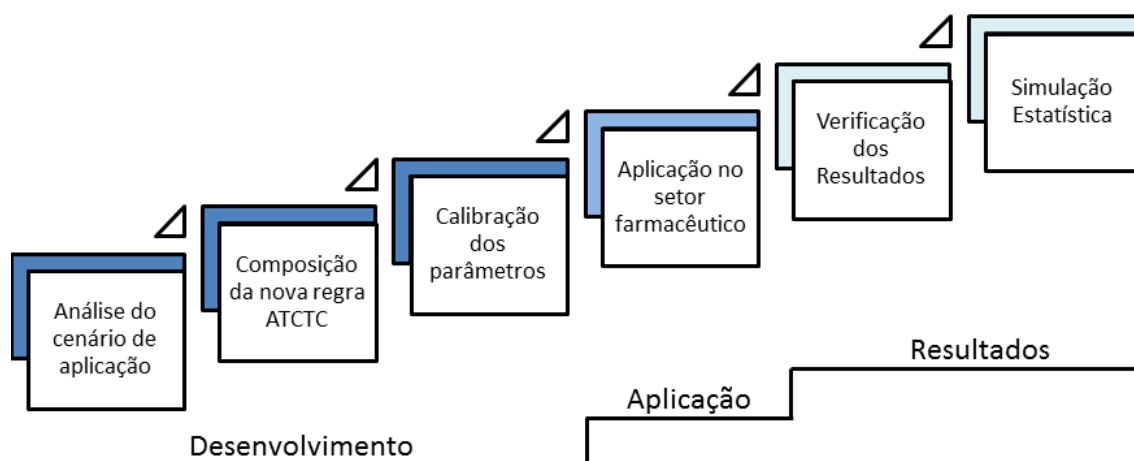 Análise do
cenário de
aplicação
Composição
da nova regra
ATCTC
Calibração
dos
parâmetros
Aplicação no
setor
farmacêutico
Verificação
dos
Resultados
Simulação
Estatística
Desenvolvimento
Aplicação
Resultados